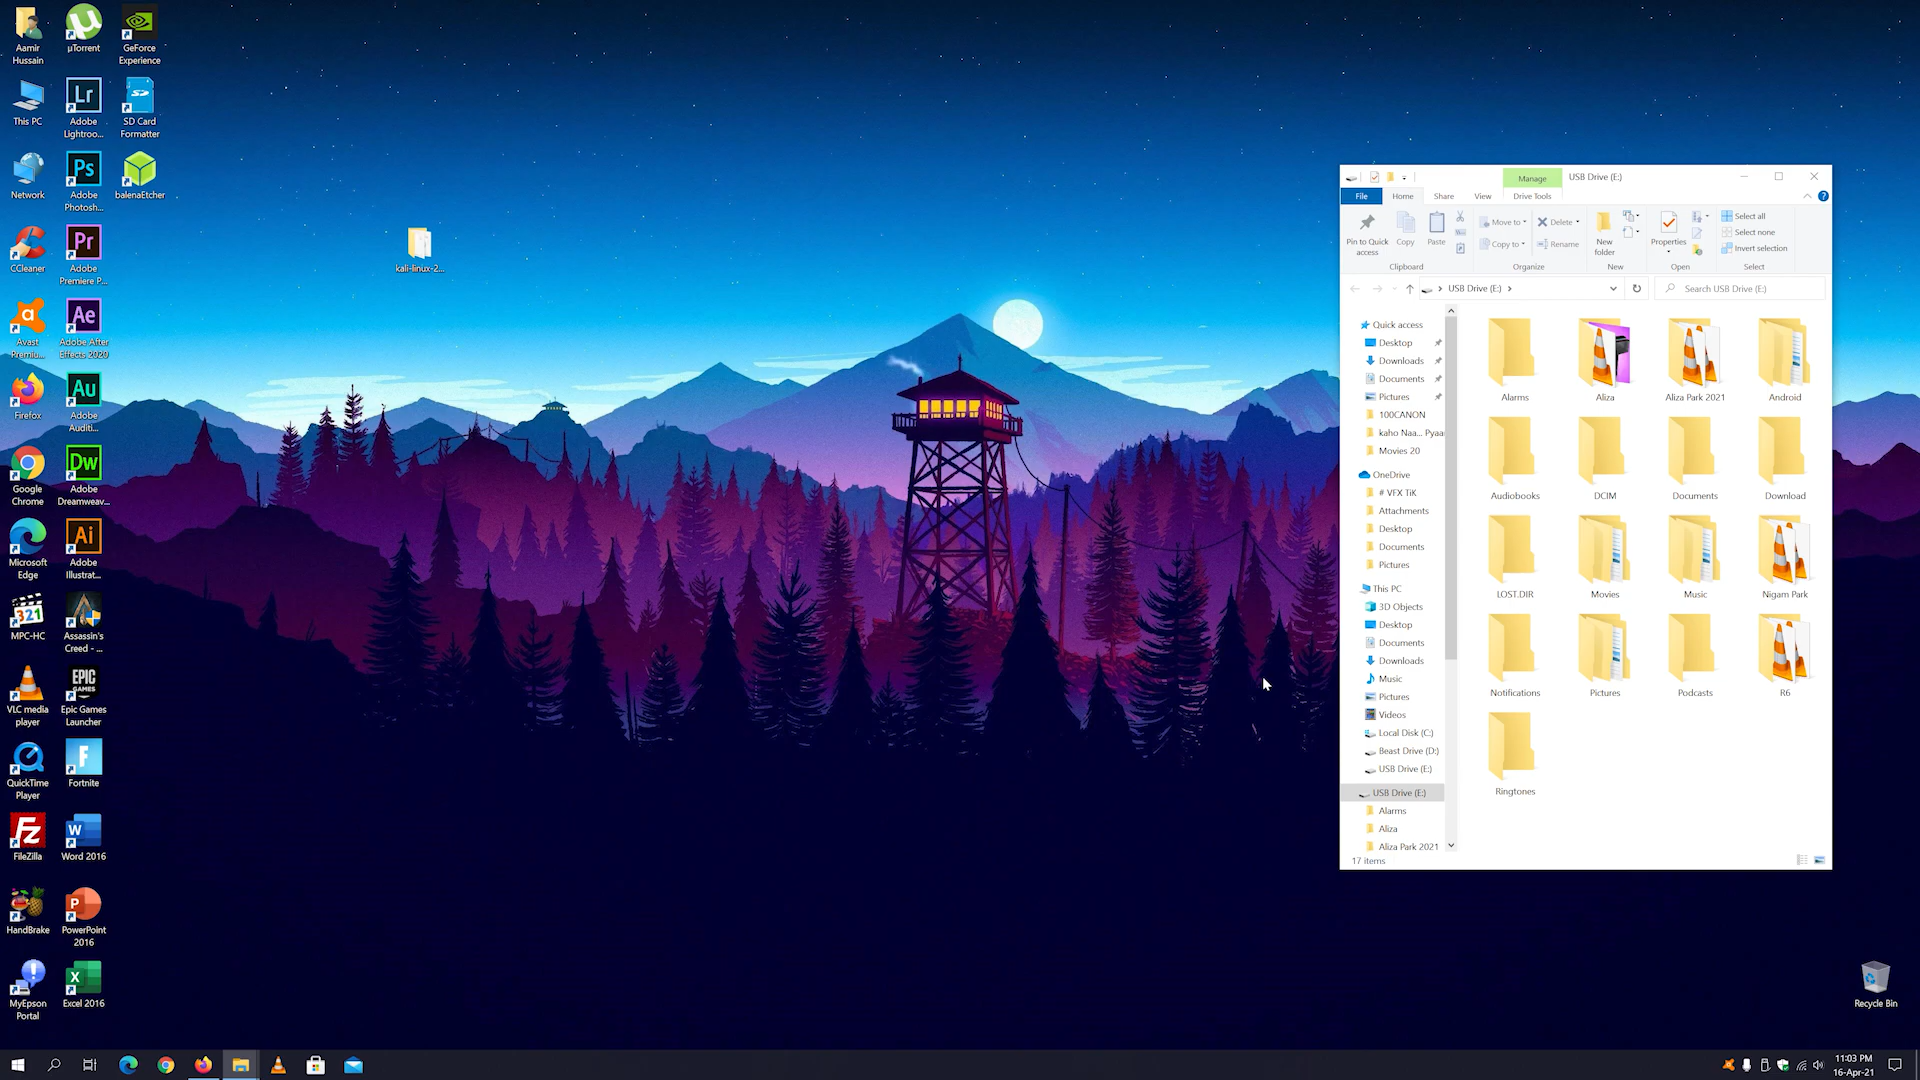 Aamir
Hussain
µTorrent
GeForce
Experience
This PC
Adobe
Lightroo...
SD Card
Formatter
Network
Adobe
Photosh...
balenaEtcher
CCleaner
Adobe
Premiere P...
Avast
Premiu...
Adobe After
Effects 2020
Firefox
Adobe
Auditi...
Google
Chrome
Adobe
Dreamweav...
Microsoft
Edge
Adobe
Illustrat...
MPC-HC
Assassin's
Creed - ...
VLC media
player
Epic Games
Launcher
QuickTime
Player
Fortnite
FileZilla
Word 2016
HandBrake
PowerPoint
2016
MyEpson
Portal
Excel 2016
kali-linux-2...
Recycle Bin
Manage
USB Drive (E:)
File
Home
Share
View
Drive Tools
Pin to Quick
access
Copy
Paste
Clipboard
Move to
Copy to
Delete
Rename
Organize
New
folder
New
Properties
Open
Select all
Select none
Invert selection
Select
USB Drive (E:)
Search USB Drive (E:)
Quick access
Desktop
Downloads
Documents
Pictures
100CANON
kaho Naa... Pyaa
Movies 20
OneDrive
# VFX TiK
Attachments
Desktop
Documents
Pictures
This PC
3D Objects
Desktop
Documents
Downloads
Music
Pictures
Videos
Local Disk (C:)
Beast Drive (D:)
USB Drive (E:)
USB Drive (E:)
Alarms
Aliza
Aliza Park 2021
Alarms
Aliza
Aliza Park 2021
Android
Audiobooks
DCIM
Documents
Download
LOST.DIR
Movies
Music
Nigam Park
Notifications
Pictures
Podcasts
R6
Ringtones
17 items
11:03 PM
16-Apr-21